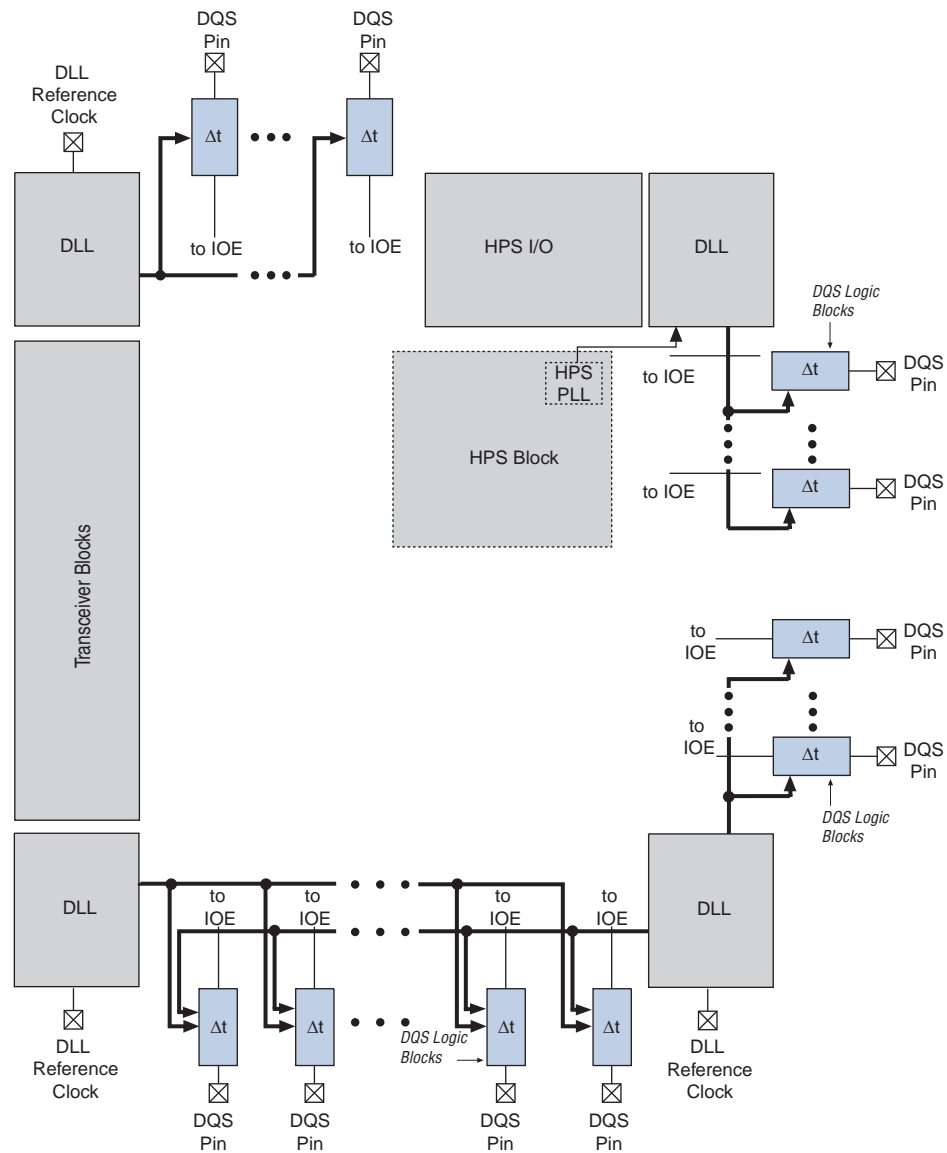 DQS
Pin
DQS
Pin
DLL
Reference
Clock
Δt
Δt
to IOE
to IOE
DLL
HPS I/O
DLL
DQS Logic
Blocks
Δt
DQS
Pin
to IOE
HPS
PLL
HPS Block
to IOE
Δt
DQS
Pin
Transceiver Blocks
to
IOE
Δt
DQS
Pin
to
IOE
Δt
DQS
Pin
DQS Logic
Blocks
DLL
to
IOE
to
IOE
to
IOE
to
IOE
DLL
Δt
Δt
Δt
Δt
DQS Logic
Blocks
DLL
Reference
Clock
DLL
Reference
Clock
DQS
Pin
DQS
Pin
DQS
Pin
DQS
Pin